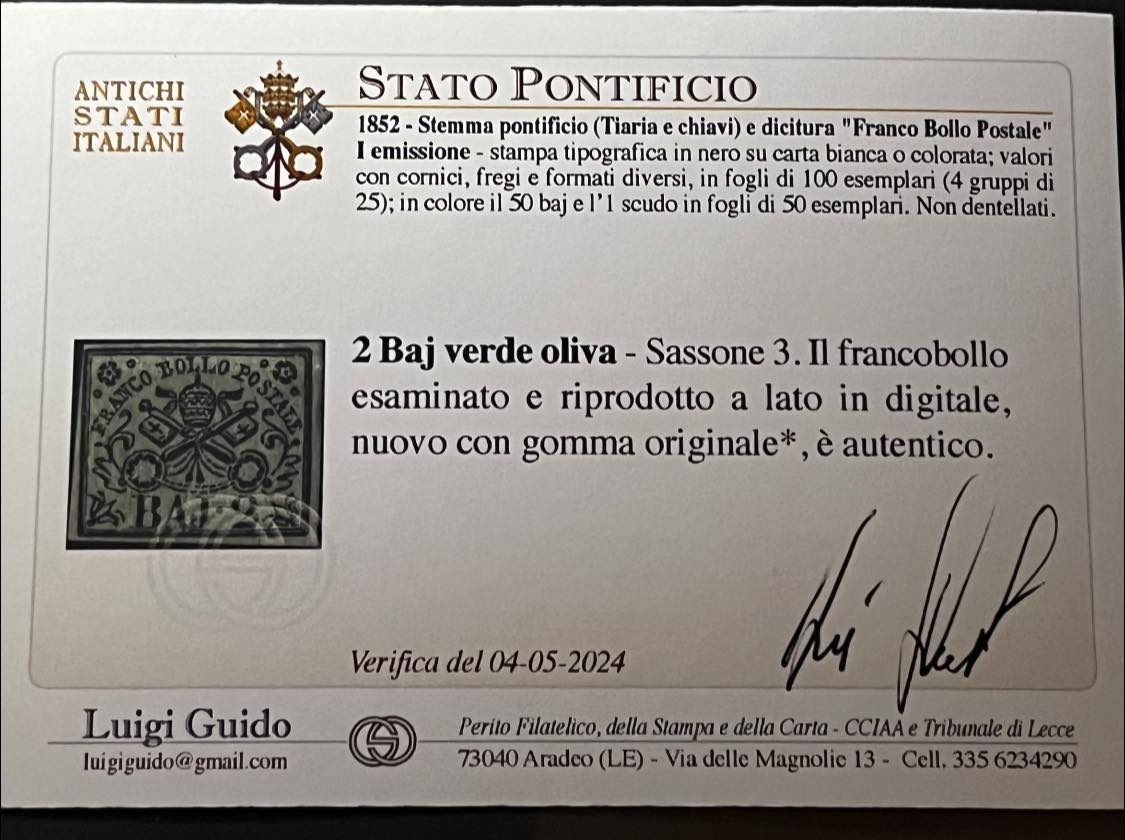 ANTICHI
STATI
ITALIANI
STATO PONTIFICIO
1852 - Stemma pontificio (Tiaria e chiavi) e dicitura "Franco Bollo Postale"
I emissione - stampa tipografica in nero su carta bianca o colorata; valori
con cornici, fregi e formati diversi, in fogli di 100 esemplari (4 gruppi di
25); in colore il 50 baj e l'1 scudo in fogli di 50 esemplari. Non dentellati.
FRANCO BOLLO POSTALE
BAJ
2 Baj verde oliva - Sassone 3. Il francobollo
esaminato e riprodotto a lato in digitale,
nuovo con gomma originale*, è autentico.
Verifica del 04-05-2024
Luigi Guido
luigiguido@gmail.com
Perito Filatelico, della Stampa e della Carta - CCIAA e Tribunale di Lecce
73040 Aradeo (LE) - Via delle Magnolie 13 - Cell. 335 6234290